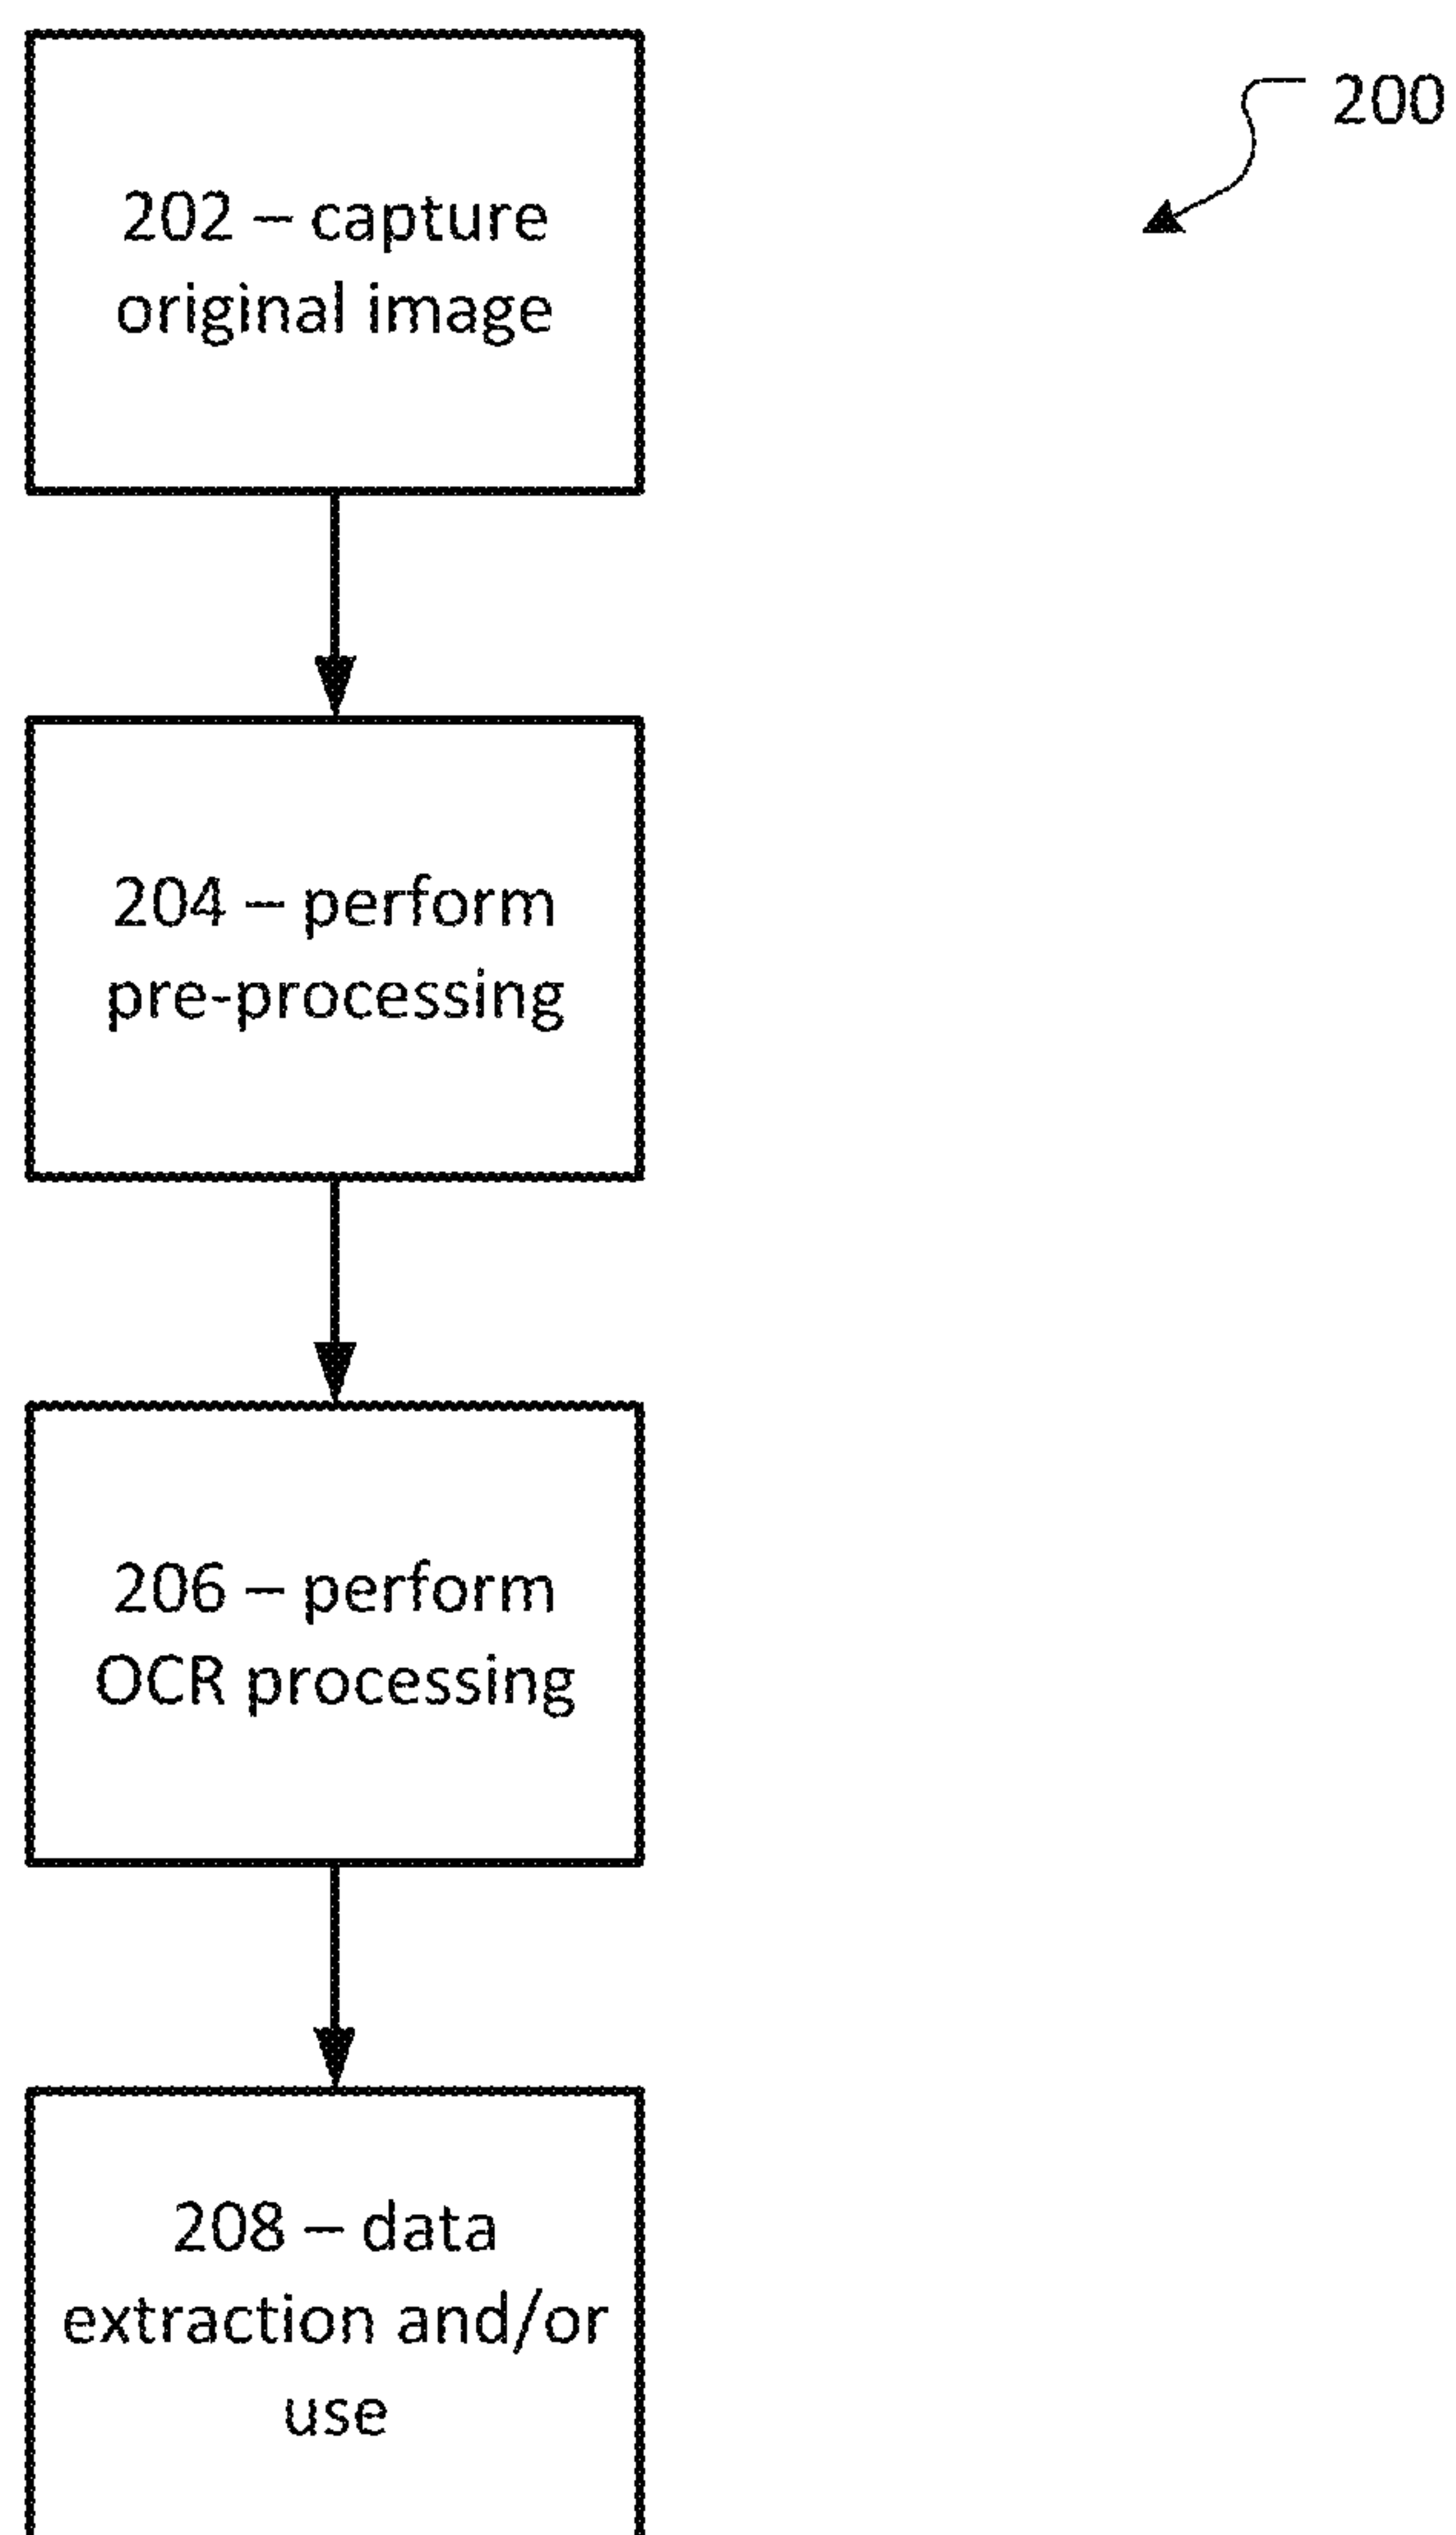 200
202 – capture
original image
204 – perform
pre-processing
206 – perform
OCR processing
208 – data
extraction and/or
use